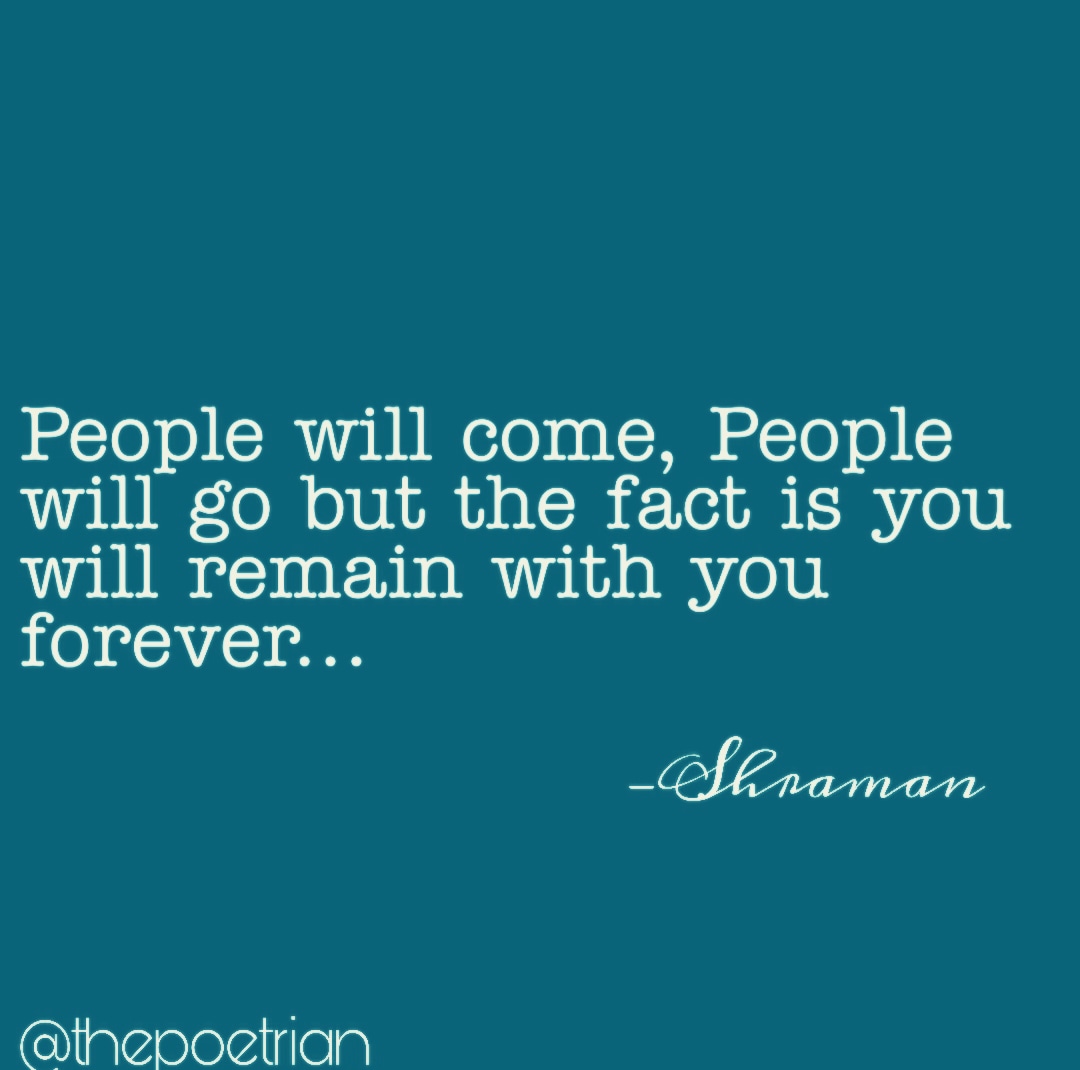 People will come, People
will go but the fact is you
will remain with you
forever...
-Shraman
@thepoetrian